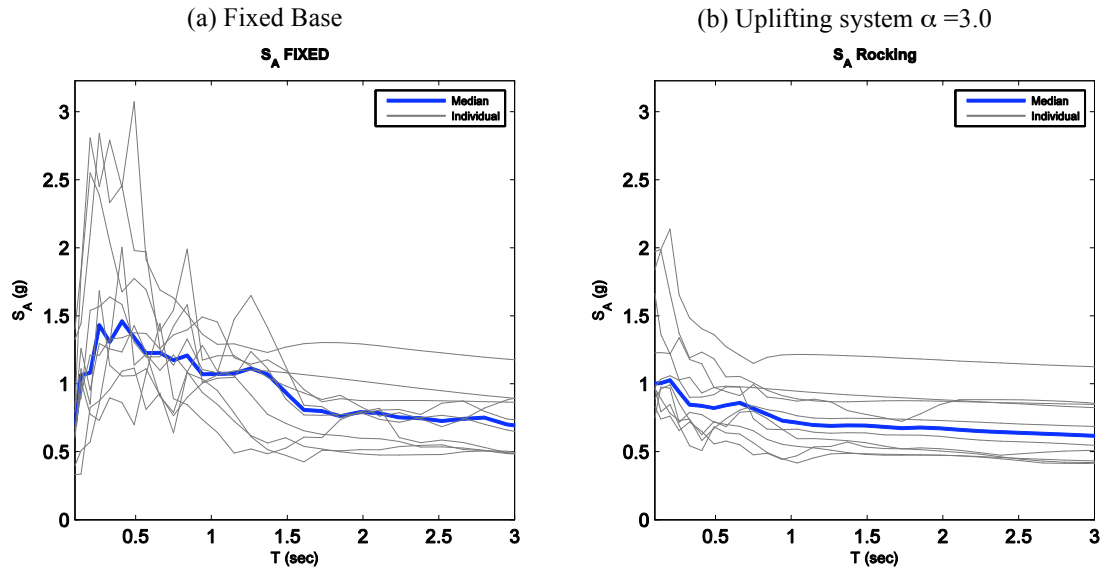 (a) Fixed Base
S_A FIXED
Median
Individual
3
2.5
2
1.5
1
0.5
0
S_A (g)
0.5 1 1.5 2 2.5 3
T (sec)
(b) Uplifting system α =3.0
S_A Rocking
Median
Individual
3
2.5
2
1.5
1
0.5
0
S_A (g)
0.5 1 1.5 2 2.5 3
T (sec)